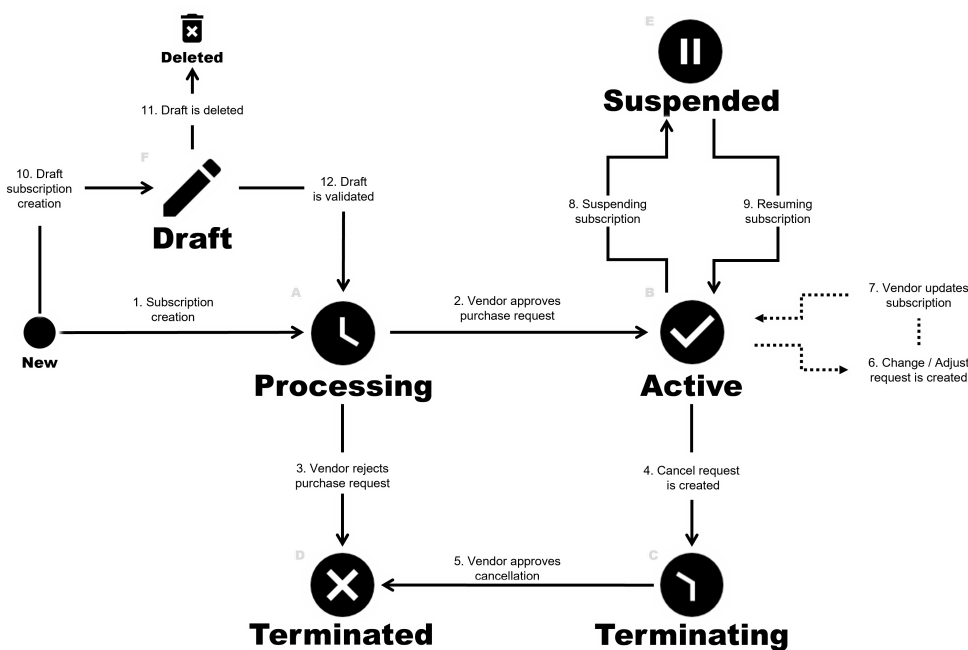 E
Deleted
Suspended
11. Draft is deleted
F
10. Draft
subscription
creation
12. Draft
is validated
Draft
8. Suspending
subscription
9. Resuming
subscription
A
B
1. Subscription
creation
2. Vendor approves
purchase request
7. Vendor updates
subscription
New
Processing
Active
6. Change / Adjust
request is created
3. Vendor rejects
purchase request
4. Cancel request
is created
D
C
5. Vendor approves
cancellation
Terminated
Terminating